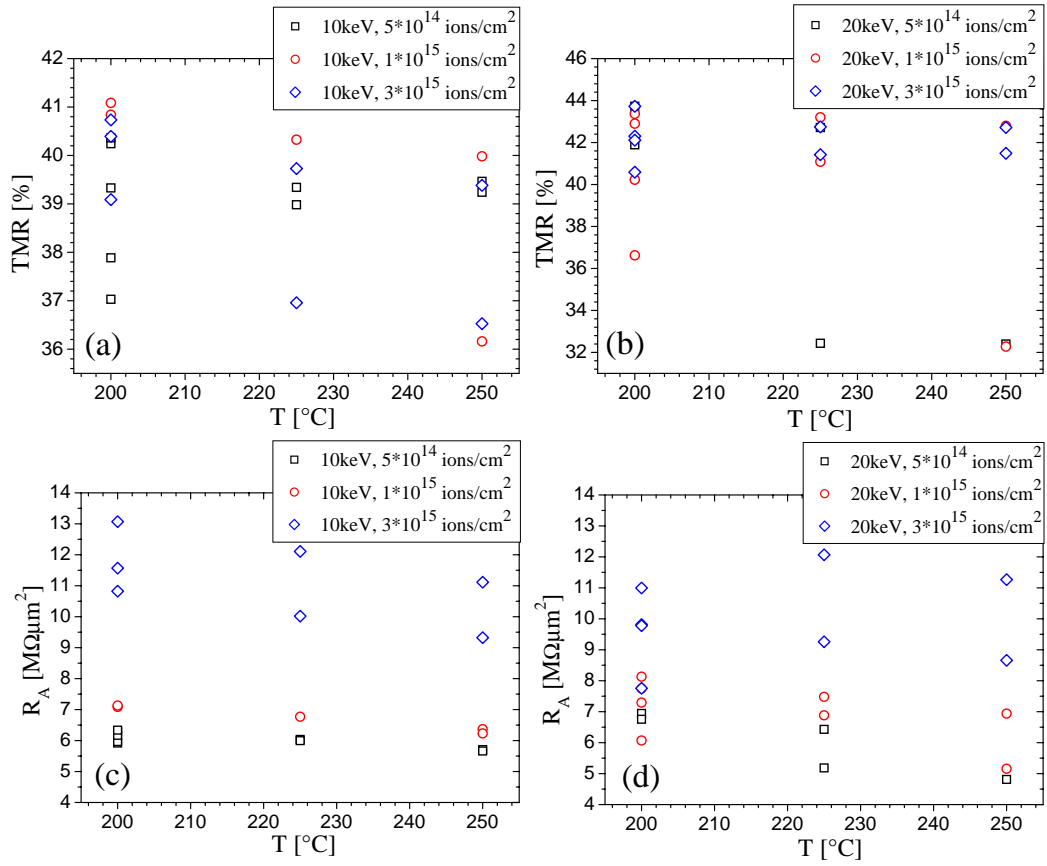 10keV, 5*10^14 ions/cm^2
10keV, 1*10^15 ions/cm^2
10keV, 3*10^15 ions/cm^2
42
41
40
39
38
37
36
TMR [%]
(a)
200 210 220 230 240 250
T [°C]
20keV, 5*10^14 ions/cm^2
20keV, 1*10^15 ions/cm^2
20keV, 3*10^15 ions/cm^2
46
44
42
40
38
36
34
32
TMR [%]
(b)
200 210 220 230 240 250
T [°C]
10keV, 5*10^14 ions/cm^2
10keV, 1*10^15 ions/cm^2
10keV, 3*10^15 ions/cm^2
14
13
12
11
10
9
8
7
6
5
4
R_A [MΩμm^2]
(c)
200 210 220 230 240 250
T [°C]
20keV, 5*10^14 ions/cm^2
20keV, 1*10^15 ions/cm^2
20keV, 3*10^15 ions/cm^2
14
13
12
11
10
9
8
7
6
5
4
R_A [MΩμm^2]
(d)
200 210 220 230 240 250
T [°C]